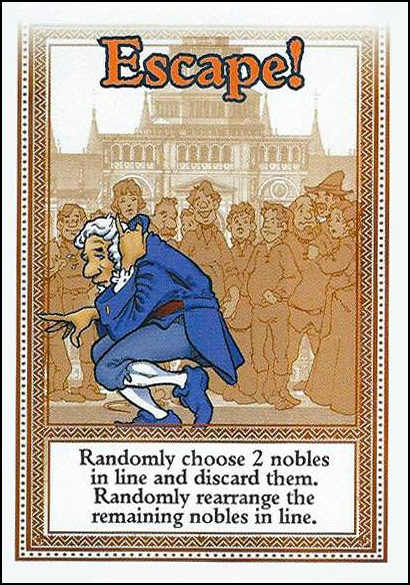 Escape!
Randomly choose 2 nobles
in line and discard them.
Randomly rearrange the
remaining nobles in line.